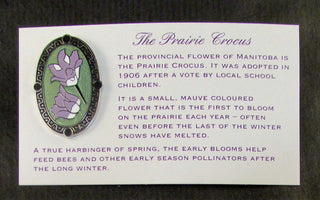 The Prairie Crocus
The provincial flower of Manitoba
is the Prairie Crocus. It was adopted in
1906 after a vote by local school
children.
It is a small, mauve coloured
flower that is the first to bloom
on the prairie each year – often
even before the last of the winter
snows have melted.
A true harbinger of spring, the early blooms help
feed bees and other early season pollinators after
the long winter.